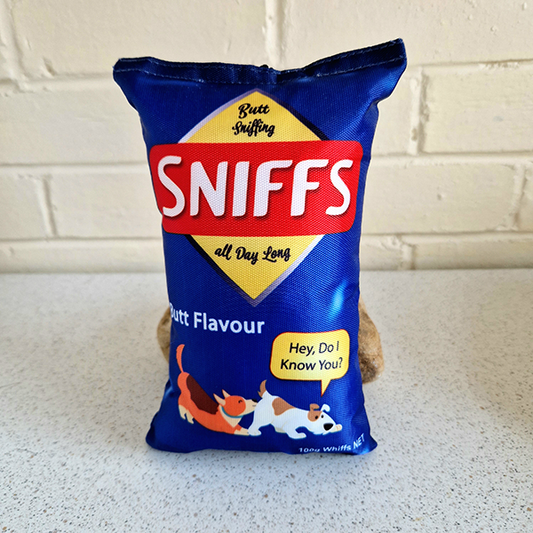 Butt
Sniffing
SNIFFS
all Day Long
Butt Flavour
Hey, Do I
Know You?
100g Whiffs NET